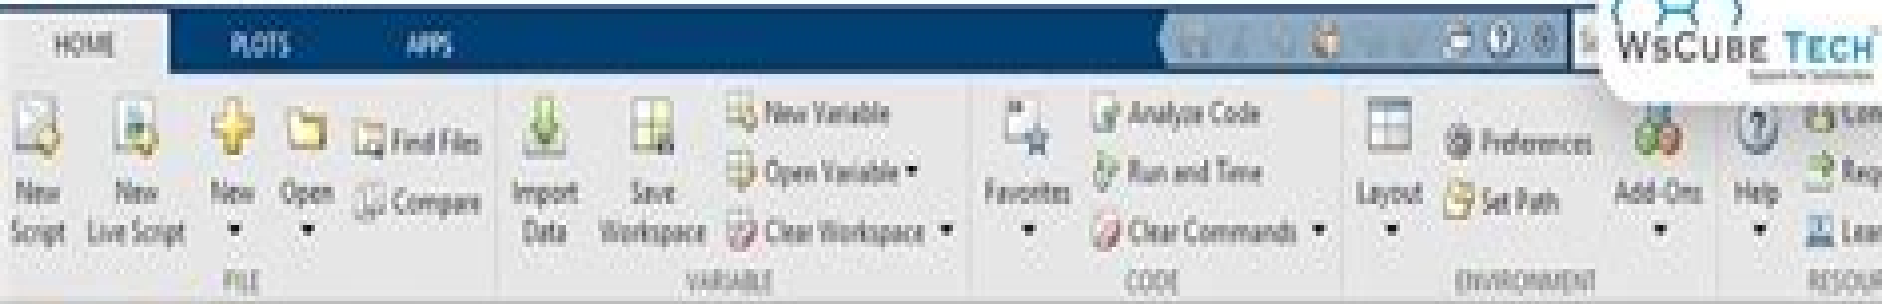 HOME
PLOTS
APPS
WSCUBE TECH
New Script
New Live Script
New
Open
Find Files
Compare
FILE
Import Data
Save Workspace
New Variable
Open Variable
Clear Workspace
VARIABLE
Favorites
Analyze Code
Run and Time
Clear Commands
CODE
Layout
Preferences
Set Path
ENVIRONMENT
Add-Ons
Help